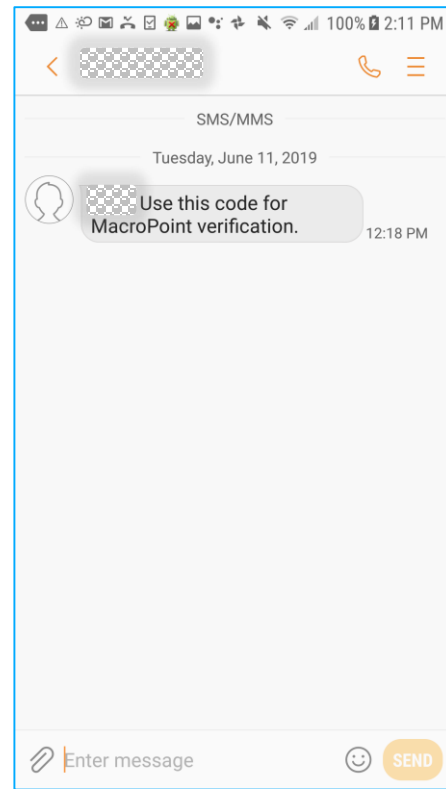 100% 2:11 PM
SMS/MMS
Tuesday, June 11, 2019
Use this code for
MacroPoint verification.
12:18 PM
Enter message
SEND